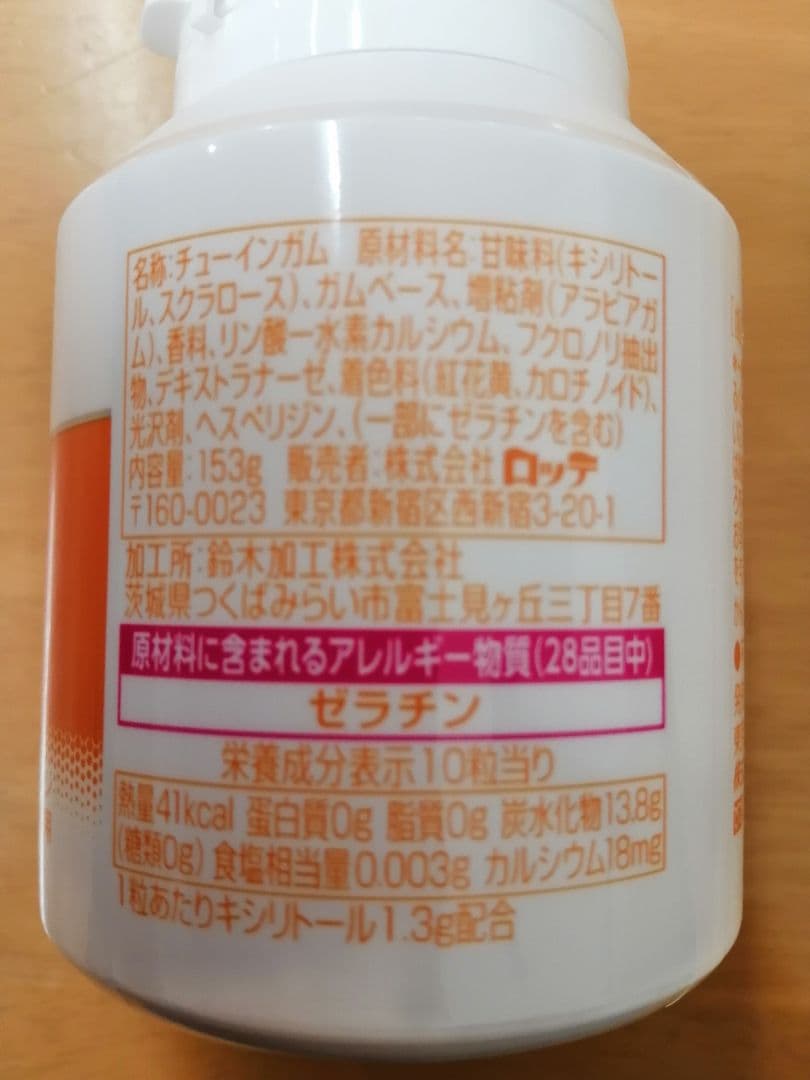 名称:チューインガム 原材料名:甘味料(キシリトー
ル、スクラロース)、ガムベース、増粘剤(アラビアガ
ム)、香料、リン酸一水素カルシウム、フクロノリ抽出
物、デキストラナーゼ、着色料(紅花黄、カロチノイド)、
光沢剤、ヘスペリジン、(一部にゼラチンを含む)
内容量:153g 販売者:株式会社 ロッテ
〒160-0023 東京都新宿区西新宿3-20-1
加工所:鈴木加工株式会社
茨城県つくばみらい市富士見ヶ丘三丁目7番
原材料に含まれるアレルギー物質(28品目中)
ゼラチン
栄養成分表示10粒当り
熱量41kcal 蛋白質0g 脂質0g 炭水化物13.8g
(糖類0g) 食塩相当量0.003g カルシウム18mg
1粒あたりキシリトール1.3g配合